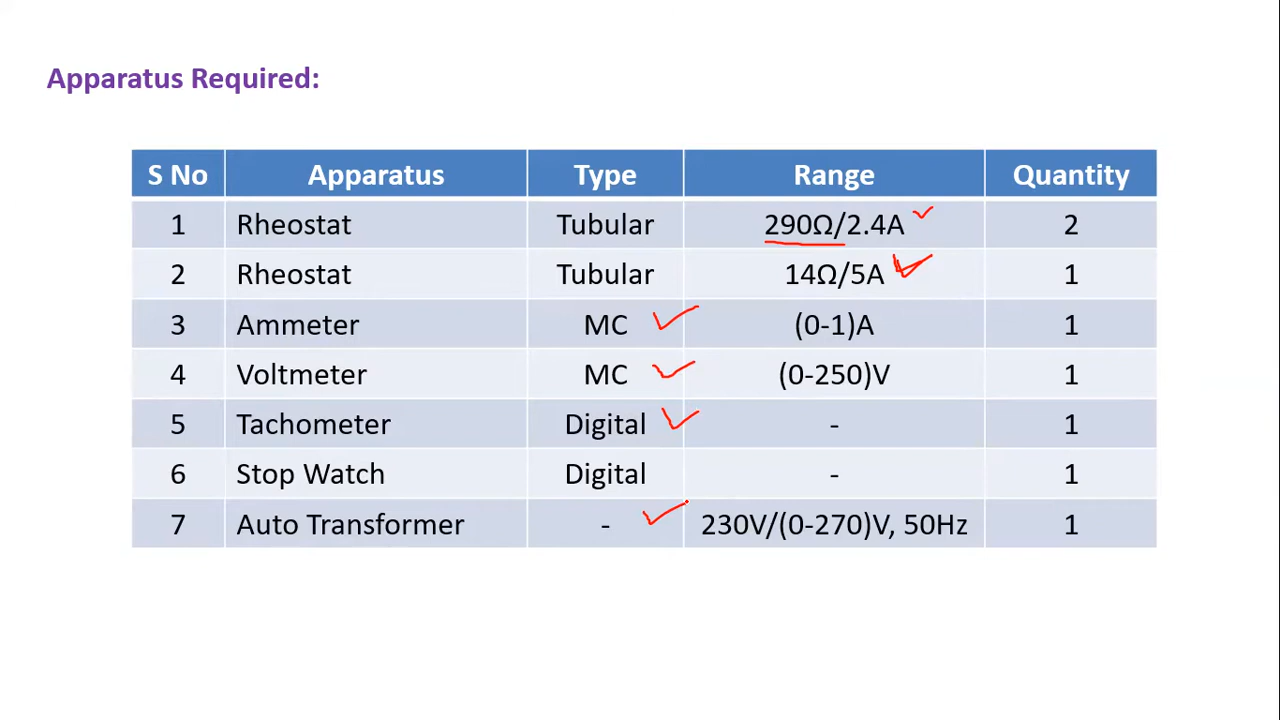 Apparatus Required:
S No Apparatus Type Range Quantity
1 Rheostat Tubular 290Ω/2.4A 2
2 Rheostat Tubular 14Ω/5A 1
3 Ammeter MC (0-1)A 1
4 Voltmeter MC (0-250)V 1
5 Tachometer Digital - 1
6 Stop Watch Digital - 1
7 Auto Transformer - 230V/(0-270)V, 50Hz 1